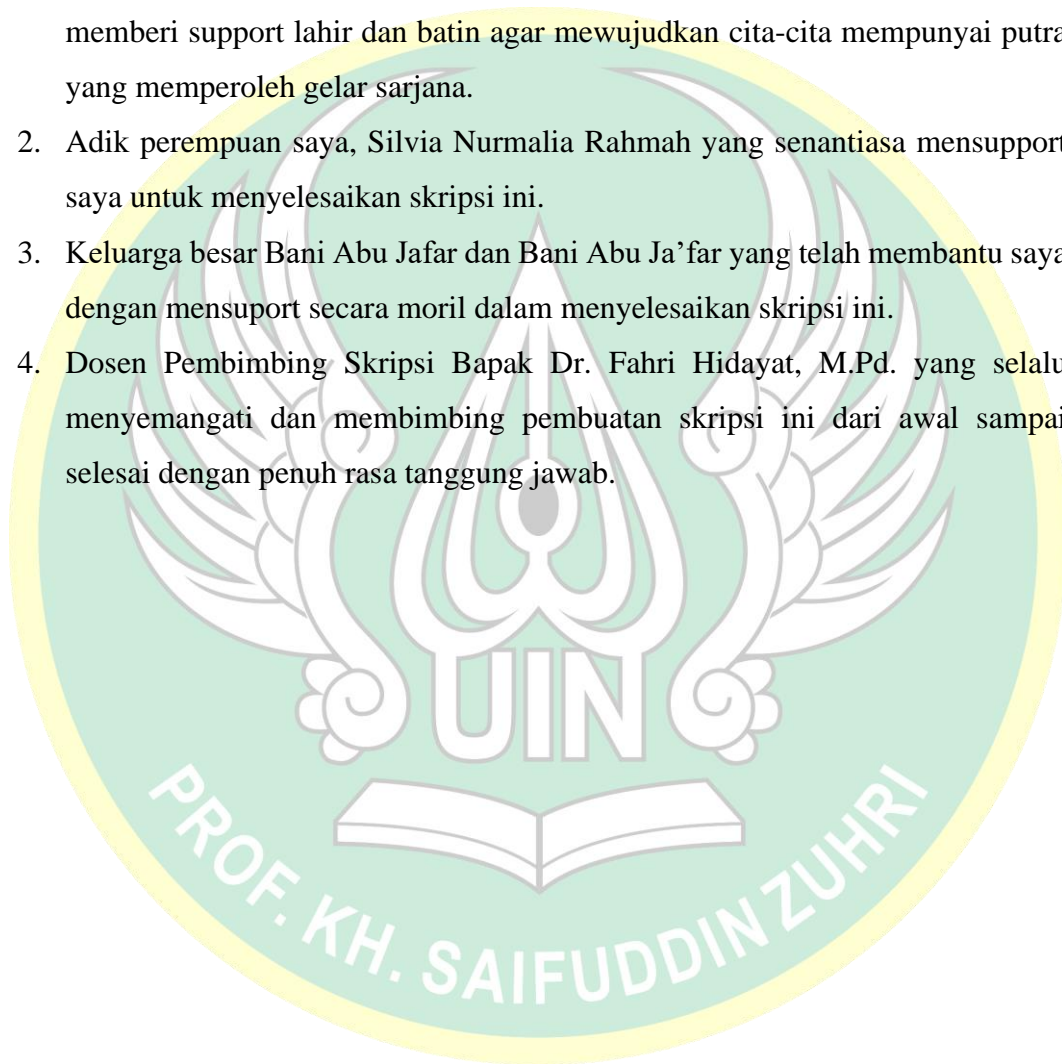 memberi support lahir dan batin agar mewujudkan cita-cita mempunyai putra
yang memperoleh gelar sarjana.
2. Adik perempuan saya, Silvia Nurmalia Rahmah yang senantiasa mensupport
saya untuk menyelesaikan skripsi ini.
3. Keluarga besar Bani Abu Jafar dan Bani Abu Ja’far yang telah membantu saya
dengan mensuport secara moril dalam menyelesaikan skripsi ini.
4. Dosen Pembimbing Skripsi Bapak Dr. Fahri Hidayat, M.Pd. yang selalu
menyemangati dan membimbing pembuatan skripsi ini dari awal sampai
selesai dengan penuh rasa tanggung jawab.
UIN
PROF. KH. SAIFUDDIN ZUHRI